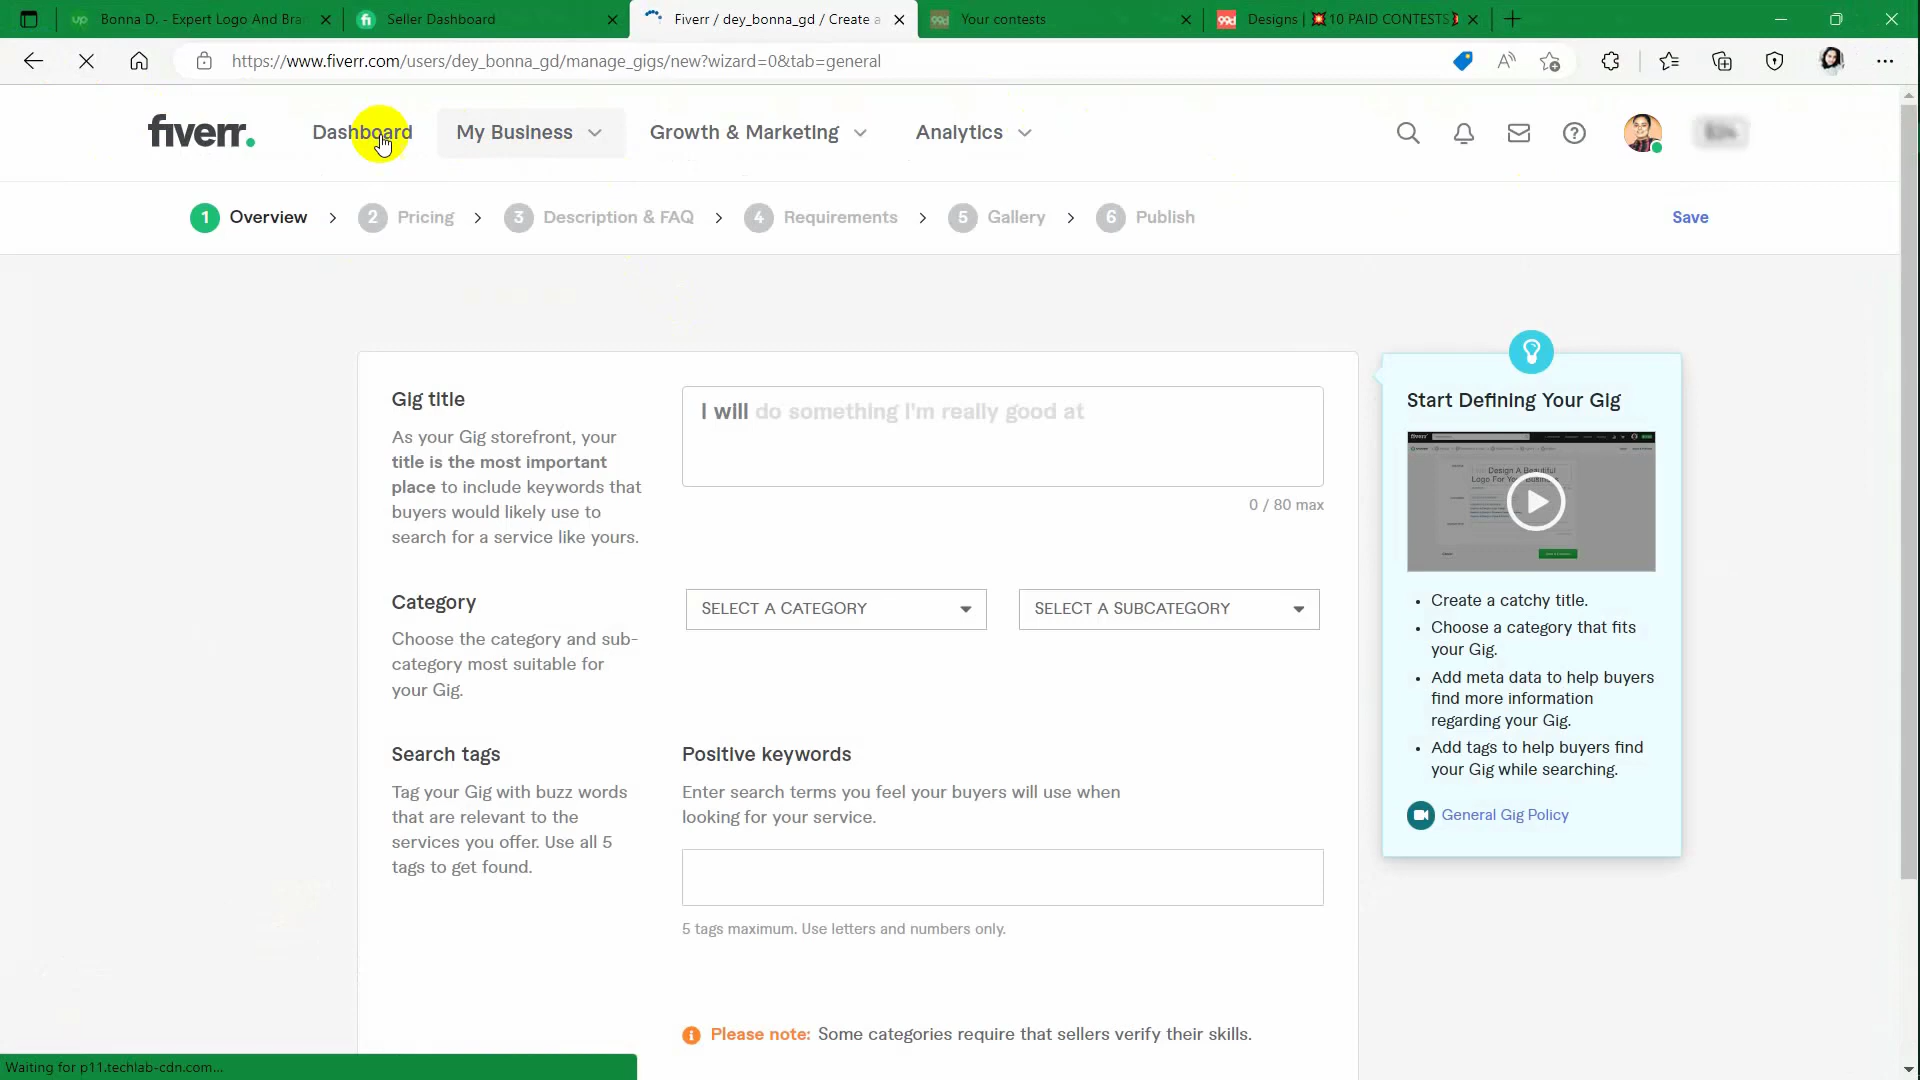 Bonna D. - Expert Logo And Bra
Seller Dashboard
Fiverr / dey_bonna_gd / Create a
Your contests
Designs | 💥10 PAID CONTESTS
https://www.fiverr.com/users/dey_bonna_gd/manage_gigs/new?wizard=0&tab=general
fiverr.
Dashboard
My Business
Growth & Marketing
Analytics
1 Overview
2 Pricing
3 Description & FAQ
4 Requirements
5 Gallery
6 Publish
Save
Gig title
As your Gig storefront, your
title is the most important
place to include keywords that
buyers would likely use to
search for a service like yours.
I will do something I'm really good at
0 / 80 max
Category
Choose the category and sub-
category most suitable for
your Gig.
SELECT A CATEGORY
SELECT A SUBCATEGORY
Search tags
Tag your Gig with buzz words
that are relevant to the
services you offer. Use all 5
tags to get found.
Positive keywords
Enter search terms you feel your buyers will use when
looking for your service.
5 tags maximum. Use letters and numbers only.
Please note: Some categories require that sellers verify their skills.
Start Defining Your Gig
Design A Beautiful
Logo For Your Business
• Create a catchy title.
• Choose a category that fits
your Gig.
• Add meta data to help buyers
find more information
regarding your Gig.
• Add tags to help buyers find
your Gig while searching.
General Gig Policy
Waiting for p11.techlab-cdn.com...